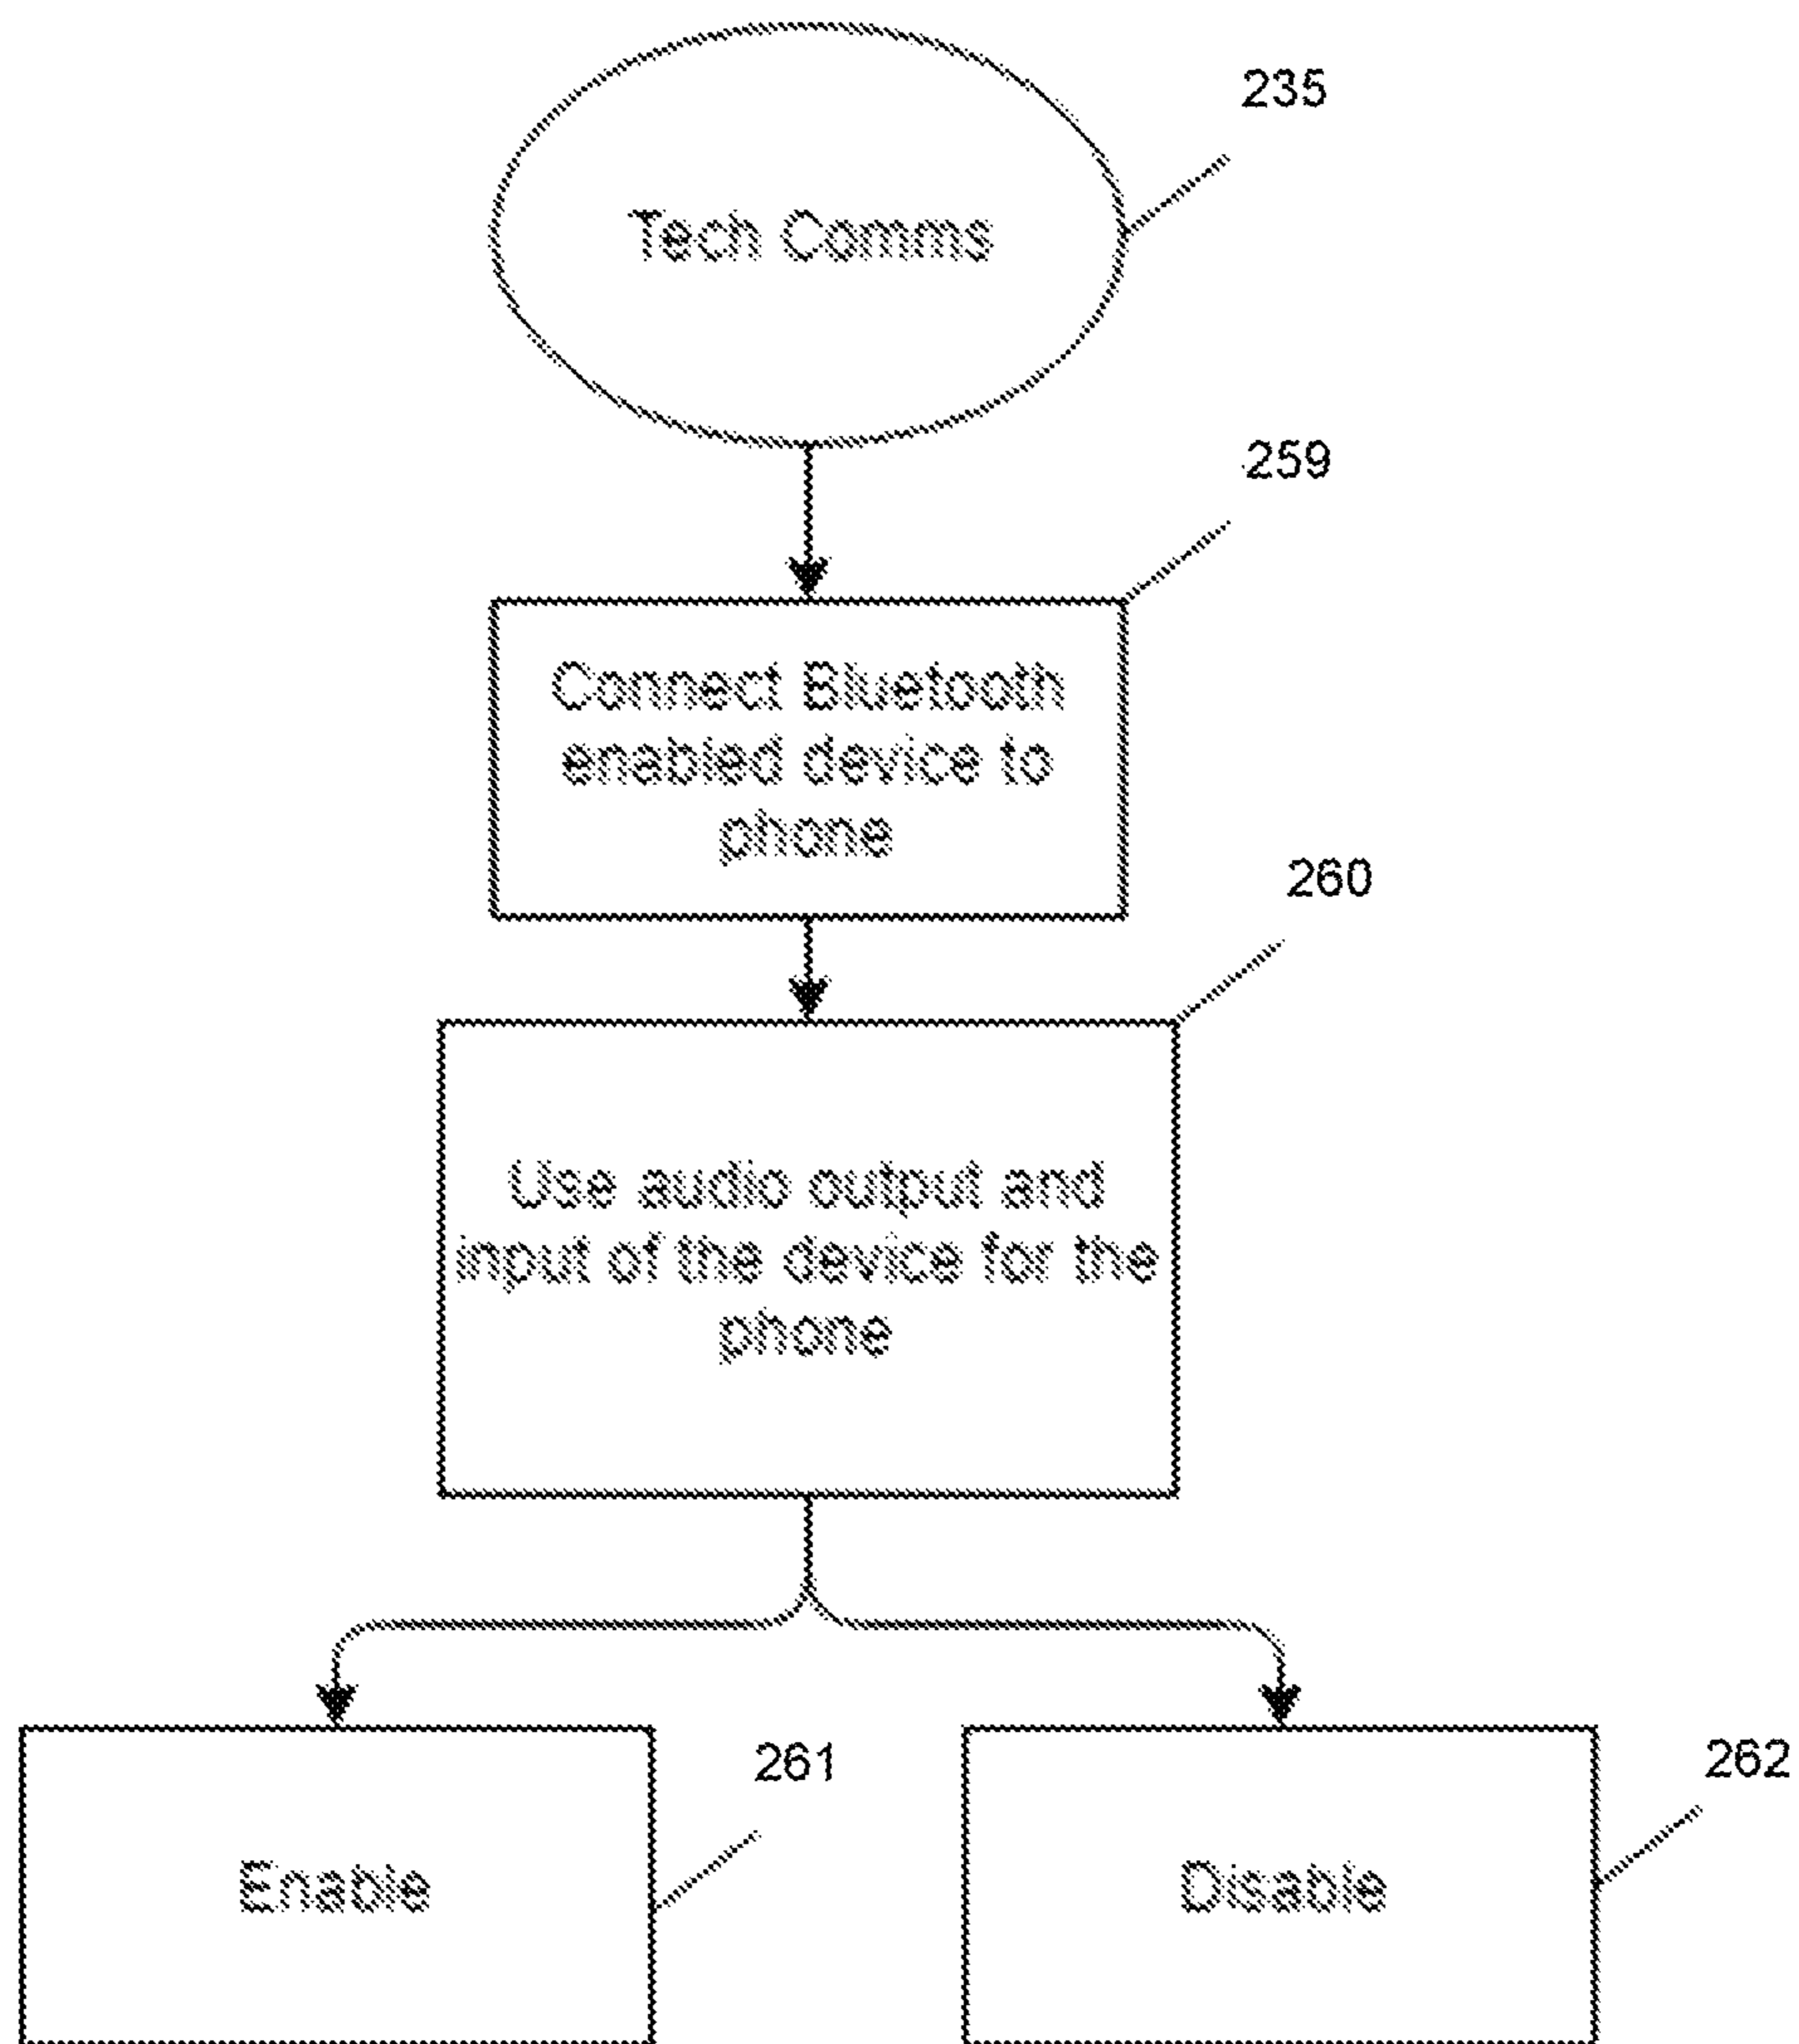 235
Tech Comms
259
Connect Bluetooth
enabled device to
phone
260
Use audio output and
input of the device for the
phone
261
Enable
262
Disable